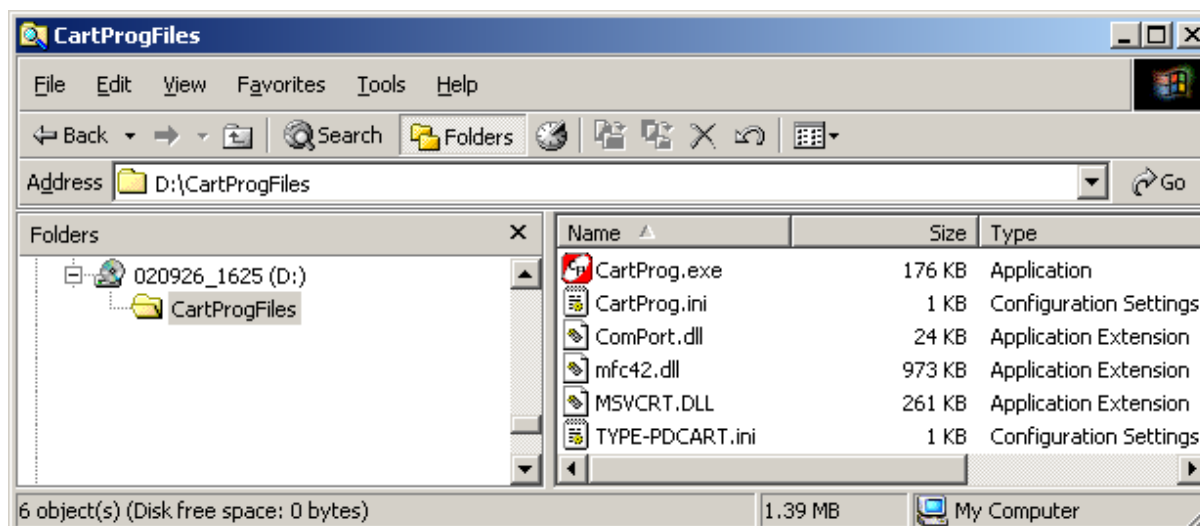 CartProgFiles
File Edit View Favorites Tools Help
Back Search Folders
Address D:\CartProgFiles Go
Folders Name Size Type
020926_1625 (D:) CartProg.exe 176 KB Application
CartProgFiles CartProg.ini 1 KB Configuration Settings
ComPort.dll 24 KB Application Extension
mfc42.dll 973 KB Application Extension
MSVCRT.DLL 261 KB Application Extension
TYPE-PDCART.ini 1 KB Configuration Settings
6 object(s) (Disk free space: 0 bytes) 1.39 MB My Computer